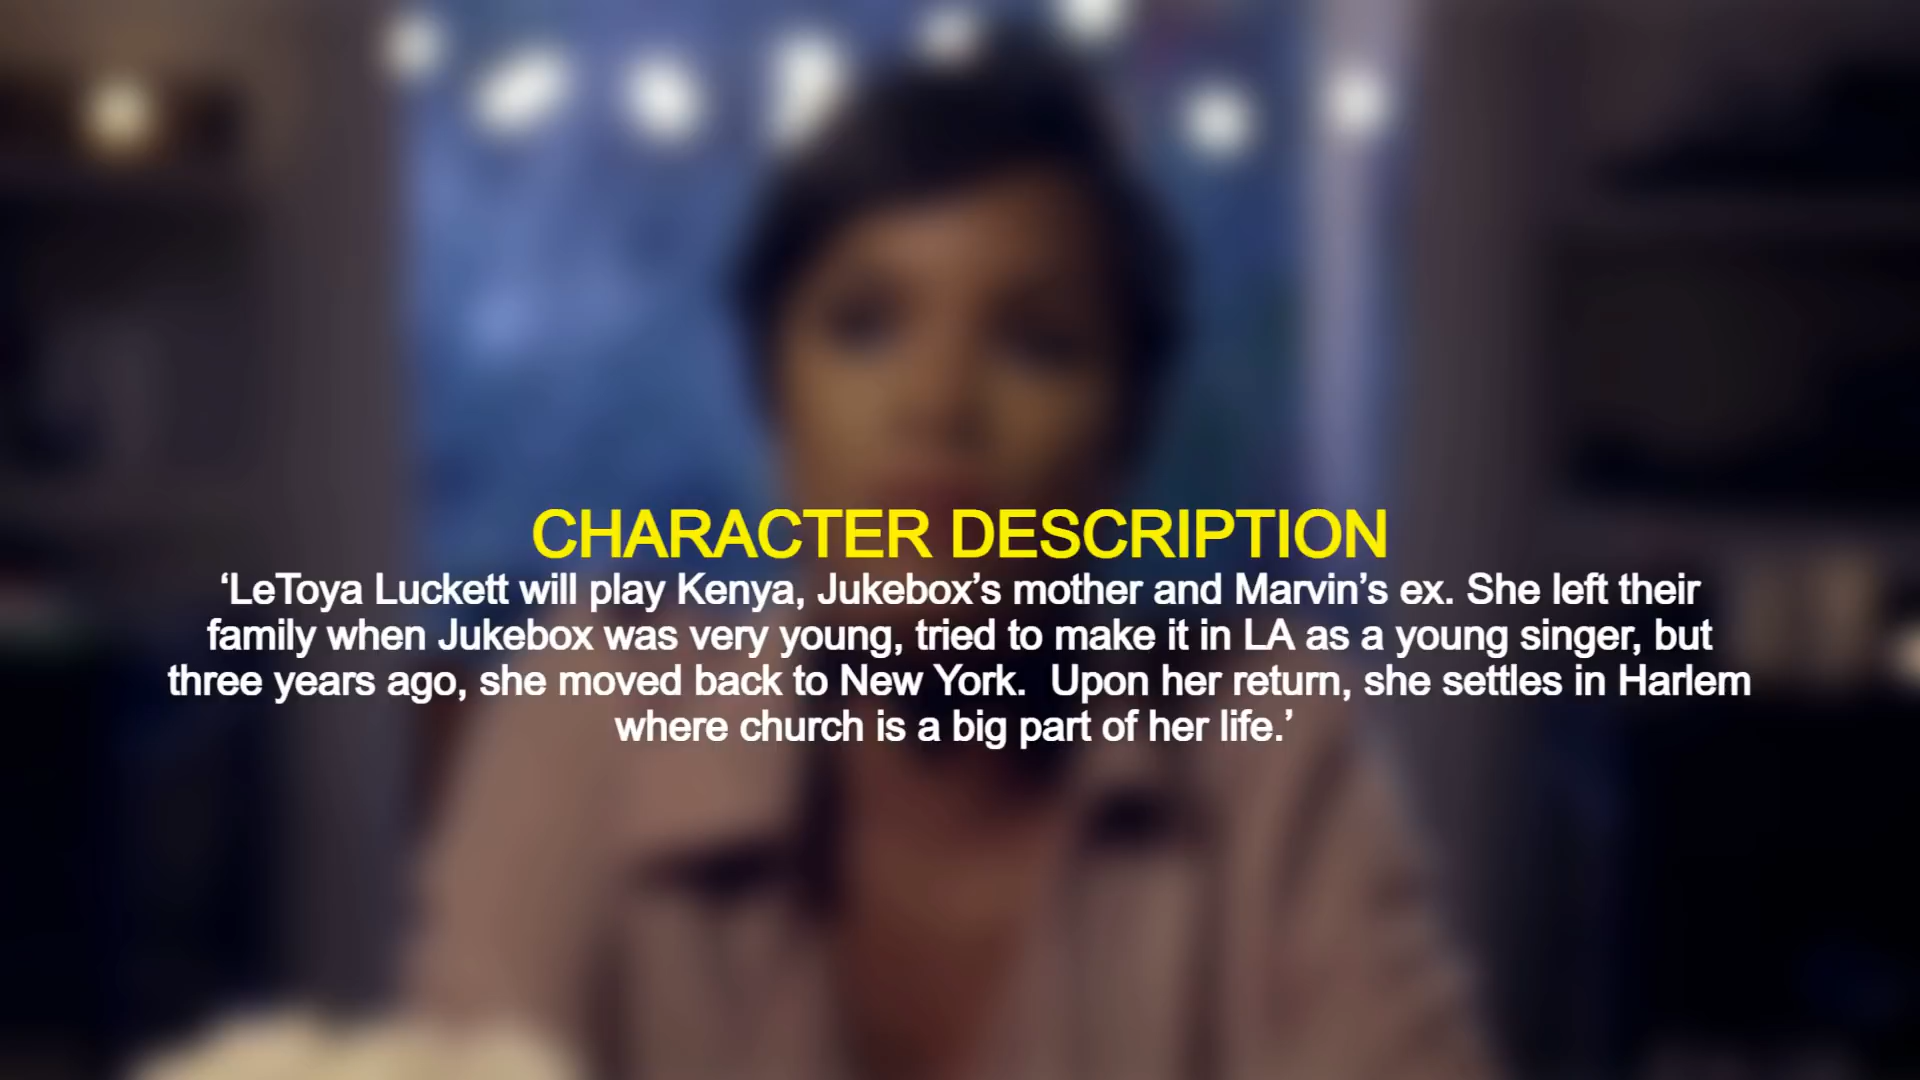 CHARACTER DESCRIPTION
‘LeToya Luckett will play Kenya, Jukebox’s mother and Marvin’s ex. She left their
family when Jukebox was very young, tried to make it in LA as a young singer, but
three years ago, she moved back to New York.  Upon her return, she settles in Harlem
where church is a big part of her life.’